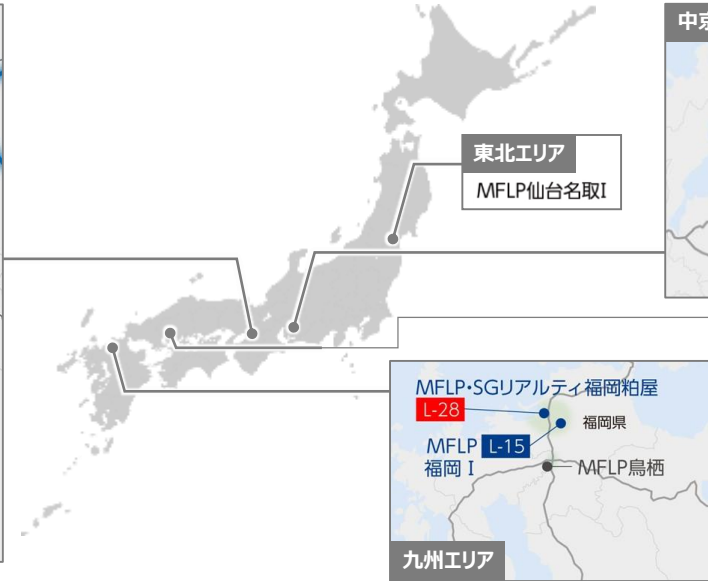 中京
東北エリア
MFLP仙台名取I
MFLP・SGリアルティ福岡粕屋
L-28
福岡県
MFLP L-15
福岡 I
MFLP鳥栖
九州エリア